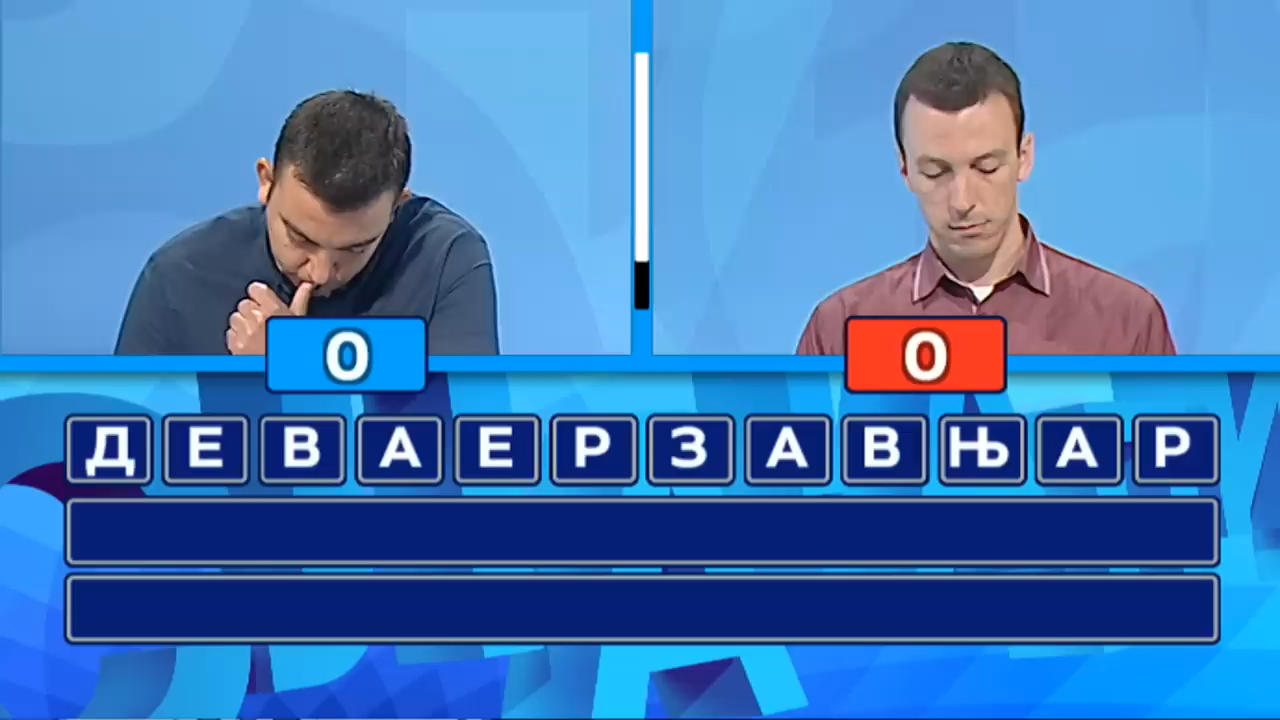 0 0
Д Е В А Е Р З А В Њ А Р